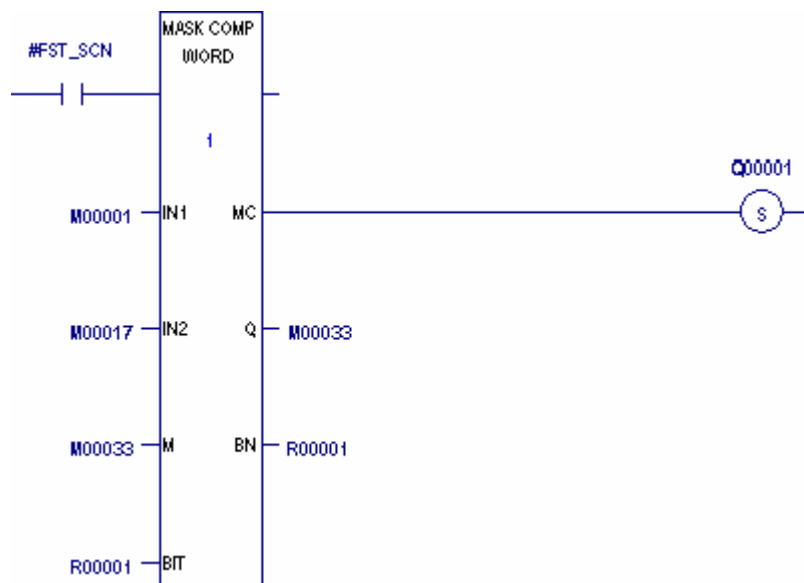 MASK COMP
#FST_SCN WORD
1
Q00001
M00001 IN1 MC S
M00017 IN2 Q M00033
M00033 M BN R00001
R00001 BIT